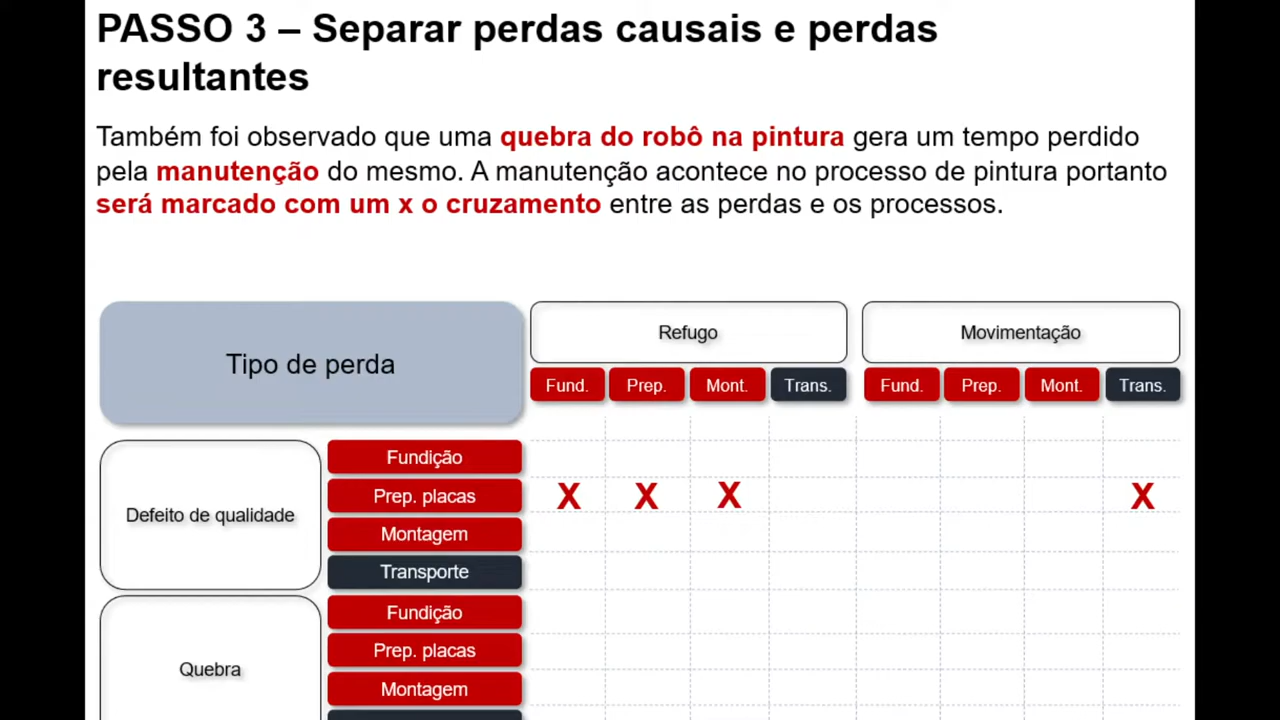 PASSO 3 – Separar perdas causais e perdas
resultantes
Também foi observado que uma quebra do robô na pintura gera um tempo perdido
pela manutenção do mesmo. A manutenção acontece no processo de pintura portanto
será marcado com um x o cruzamento entre as perdas e os processos.
Tipo de perda
Refugo
Movimentação
Fund. Prep. Mont. Trans. Fund. Prep. Mont. Trans.
Defeito de qualidade
Fundição
Prep. placas X X X X
Montagem
Transporte
Quebra
Fundição
Prep. placas
Montagem